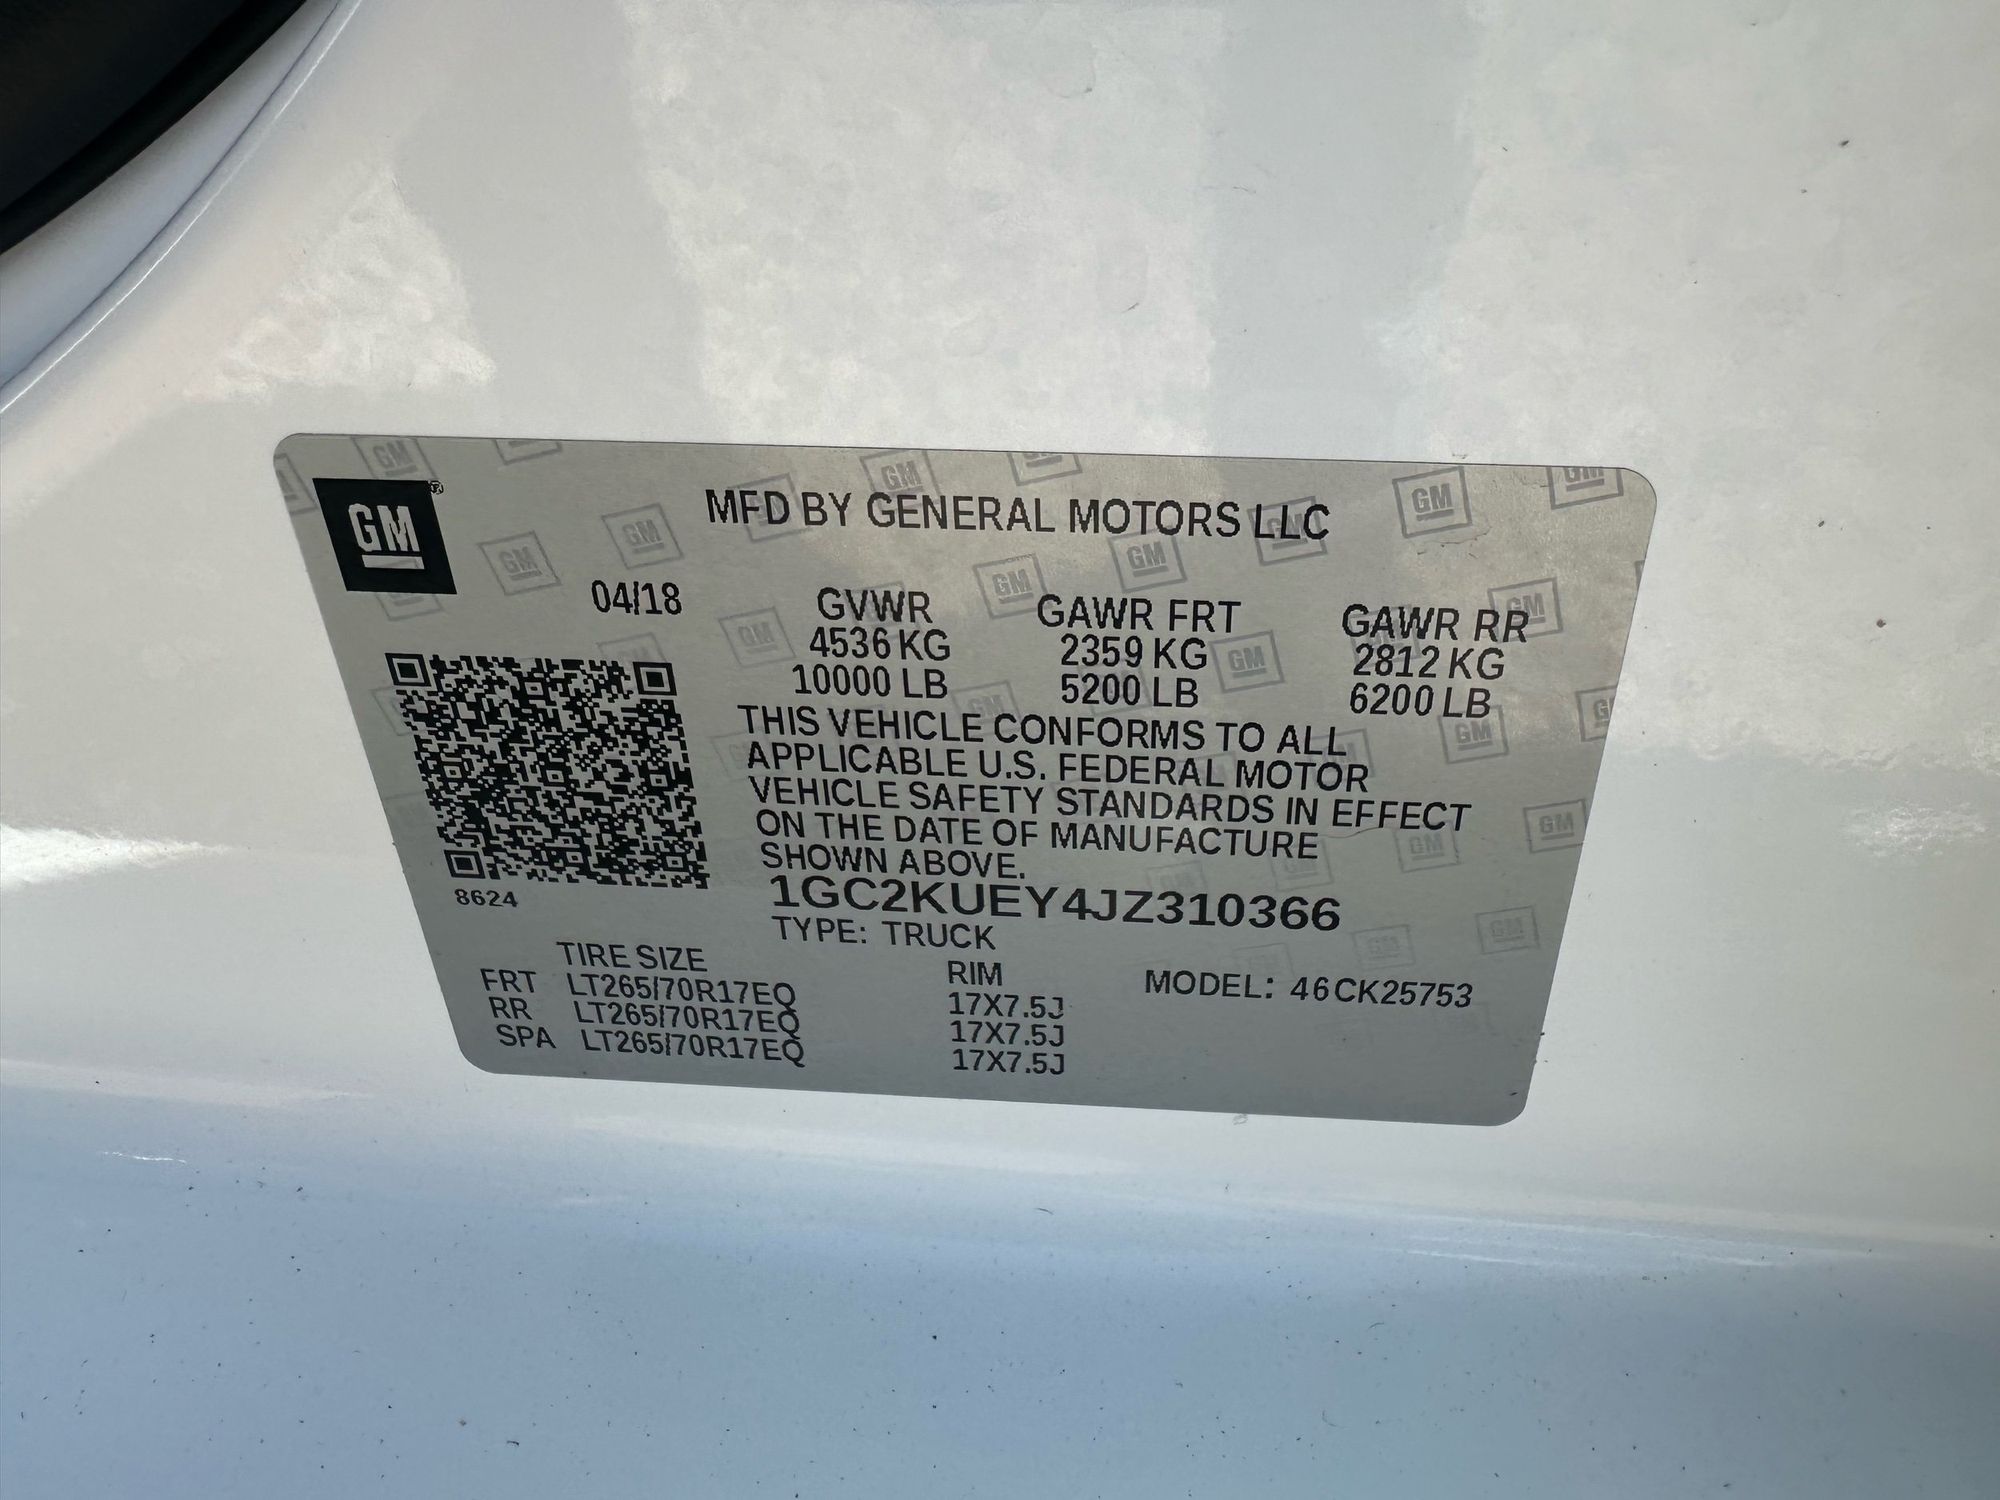 GM
MFD BY GENERAL MOTORS LLC
04/18 GVWR GAWR FRT GAWR RR
4536 KG 2359 KG 2812 KG
10000 LB 5200 LB 6200 LB
THIS VEHICLE CONFORMS TO ALL
APPLICABLE U.S. FEDERAL MOTOR
VEHICLE SAFETY STANDARDS IN EFFECT
ON THE DATE OF MANUFACTURE
SHOWN ABOVE.
8624 1GC2KUEY4JZ310366
TYPE: TRUCK
TIRE SIZE RIM MODEL: 46CK25753
FRT LT265/70R17EQ 17X7.5J
RR LT265/70R17EQ 17X7.5J
SPA LT265/70R17EQ 17X7.5J